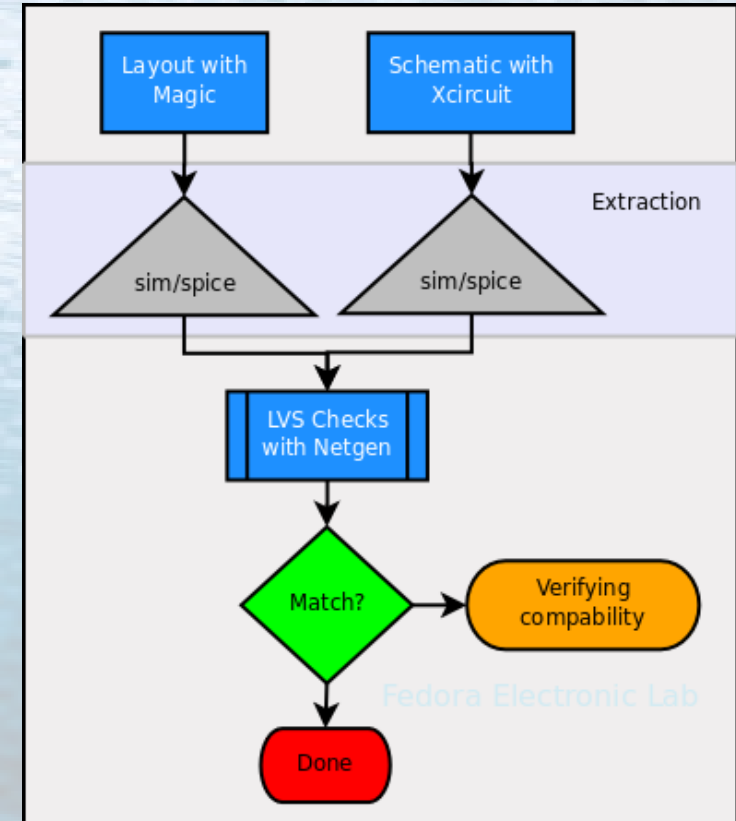 Layout with
Magic
Schematic with
Xcircuit
Extraction
sim/spice
sim/spice
LVS Checks
with Netgen
Match?
Verifying
compability
Fedora Electronic Lab
Done